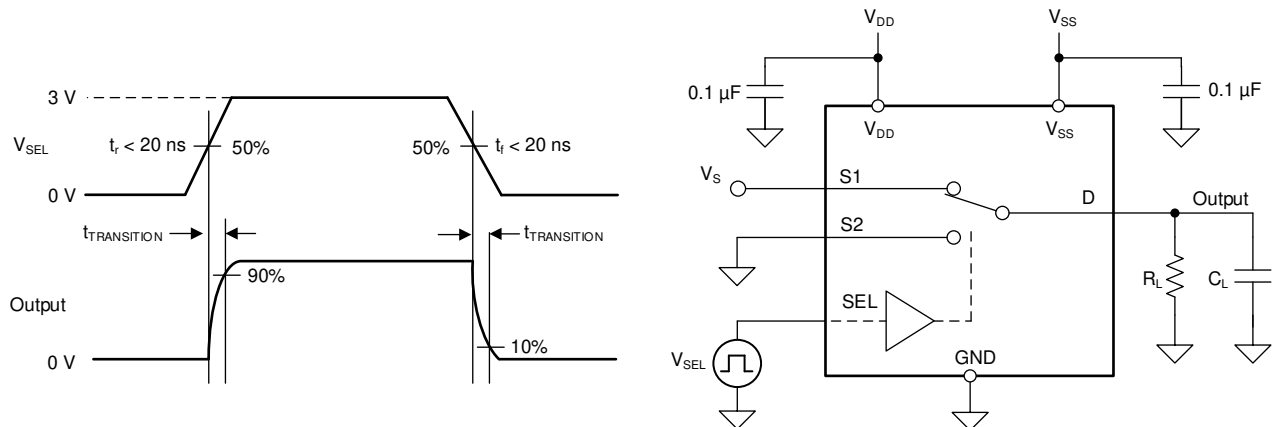 3 V
V_SEL
t_r < 20 ns
50%
50%
t_f < 20 ns
0 V
t_TRANSITION
t_TRANSITION
90%
Output
10%
0 V
V_DD
V_SS
0.1 µF
0.1 µF
V_DD
V_SS
V_S
S1
D
Output
S2
R_L
C_L
SEL
V_SEL
GND